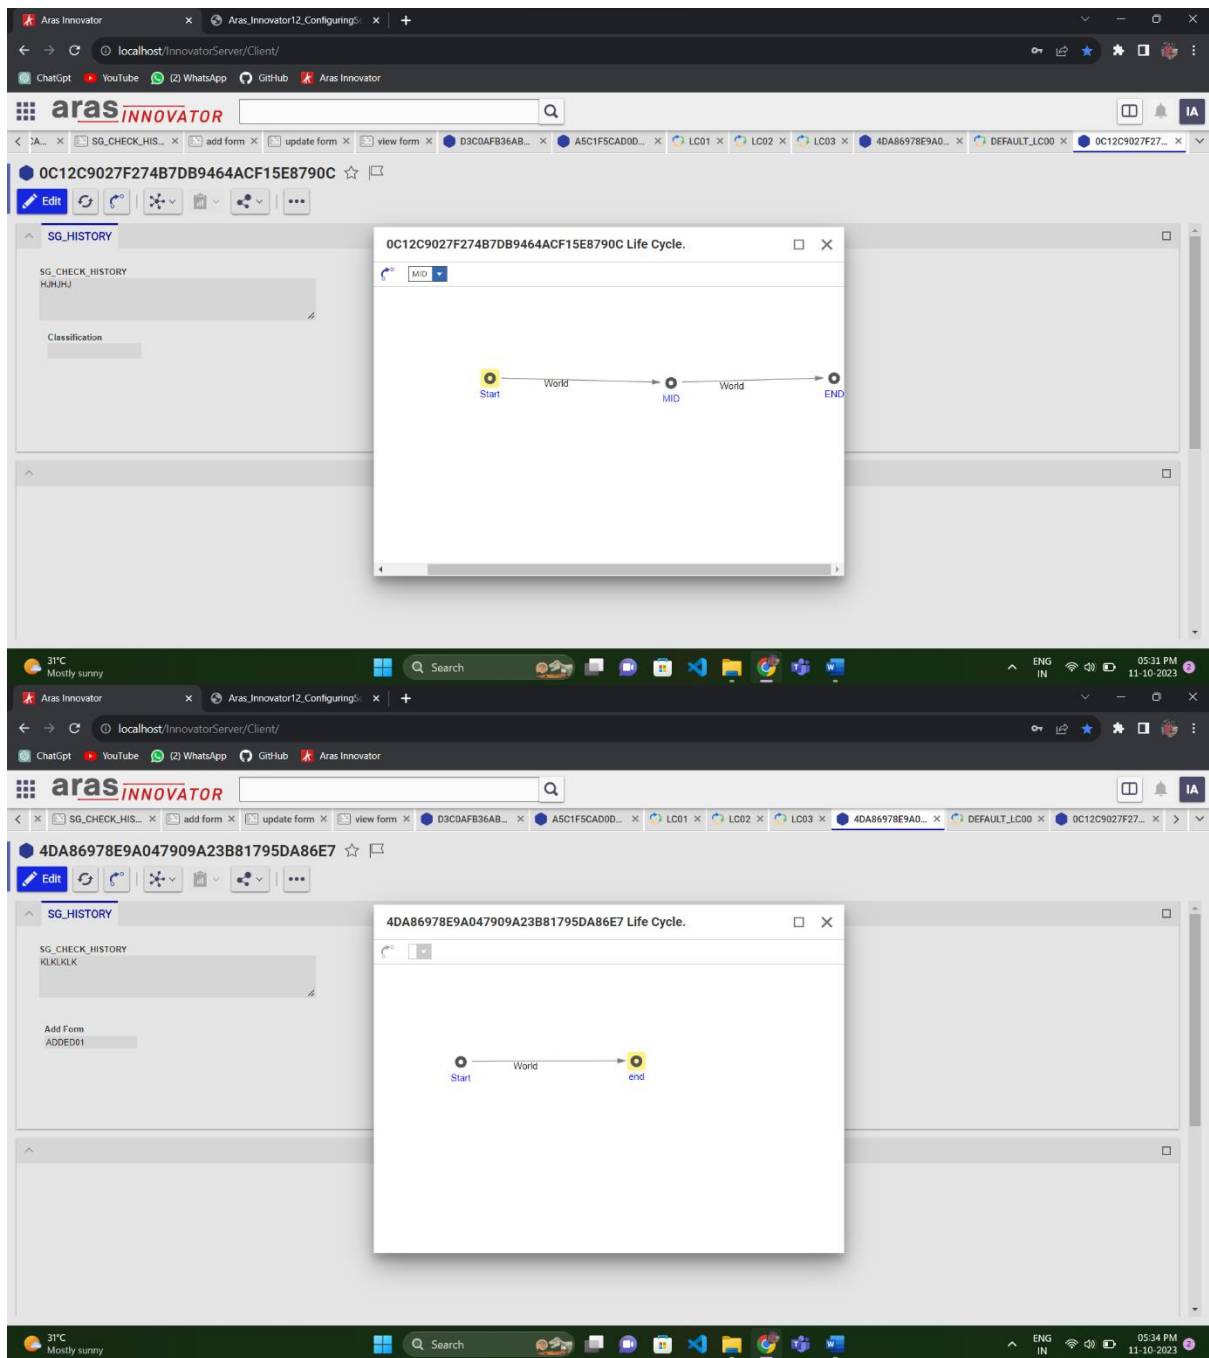 Aras Innovator
Aras_Innovator12_ConfiguringS
localhost/InnovatorServer/Client/
ChatGpt YouTube (2) WhatsApp GitHub Aras Innovator
aras INNOVATOR
IA
SG_CHECK_HIS... add form update form view form D3C0AFB36AB... A5C1F5CAD0D... LC01 LC02 LC03 4DA86978E9A0... DEFAULT_LC00 0C12C9027F27...
0C12C9027F274B7DB9464ACF15E8790C
Edit
SG_HISTORY
SG_CHECK_HISTORY
HJHJHJ
Classification
0C12C9027F274B7DB9464ACF15E8790C Life Cycle.
MID
World
World
Start
MID
END
31°C
Mostly sunny
Search
ENG
IN
05:31 PM
11-10-2023
2
Aras Innovator
Aras_Innovator12_ConfiguringS
localhost/InnovatorServer/Client/
ChatGpt YouTube (2) WhatsApp GitHub Aras Innovator
aras INNOVATOR
IA
SG_CHECK_HIS... add form update form view form D3C0AFB36AB... A5C1F5CAD0D... LC01 LC02 LC03 4DA86978E9A0... DEFAULT_LC00 0C12C9027F27...
4DA86978E9A047909A23B81795DA86E7
Edit
SG_HISTORY
SG_CHECK_HISTORY
KLKLKLK
Add Form
ADDED01
4DA86978E9A047909A23B81795DA86E7 Life Cycle.
World
Start
end
31°C
Mostly sunny
Search
ENG
IN
05:34 PM
11-10-2023
2